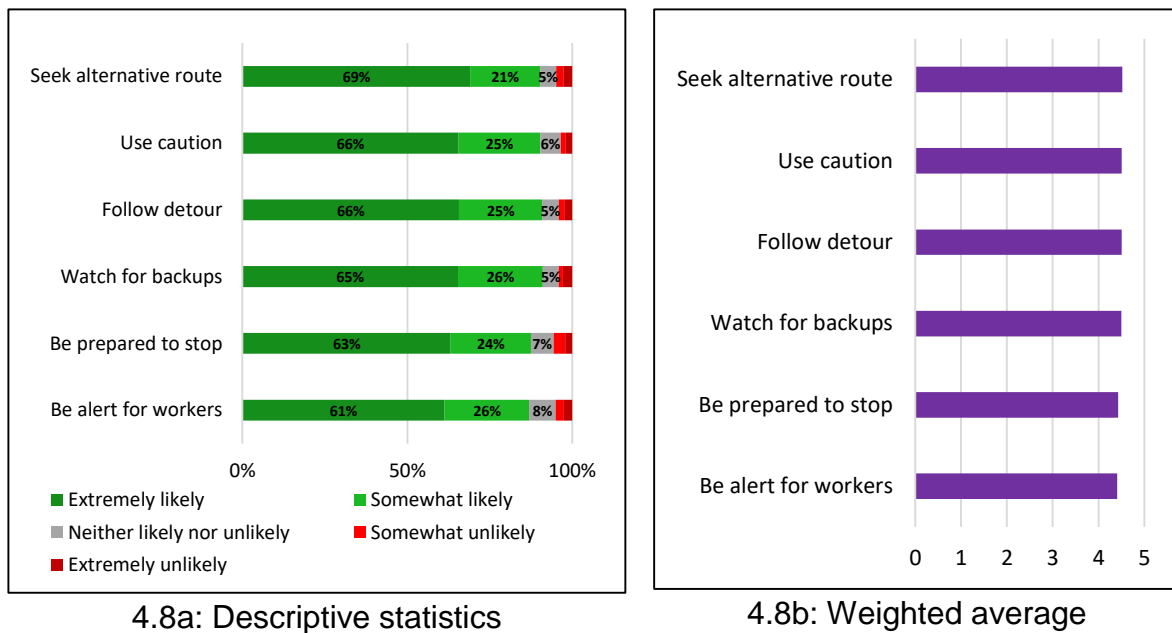 Seek alternative route
69% 21% 5%
Use caution
66% 25% 6%
Follow detour
66% 25% 5%
Watch for backups
65% 26% 5%
Be prepared to stop
63% 24% 7%
Be alert for workers
61% 26% 8%
0% 50% 100%
Extremely likely Somewhat likely
Neither likely nor unlikely Somewhat unlikely
Extremely unlikely
4.8a: Descriptive statistics
Seek alternative route
Use caution
Follow detour
Watch for backups
Be prepared to stop
Be alert for workers
0 1 2 3 4 5
4.8b: Weighted average